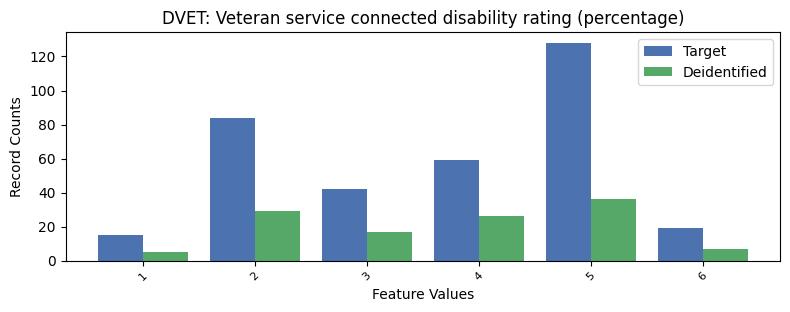 DVET: Veteran service connected disability rating (percentage)
Target
Deidentified
Record Counts
120
100
80
60
40
20
0
1 2 3 4 5 6
Feature Values